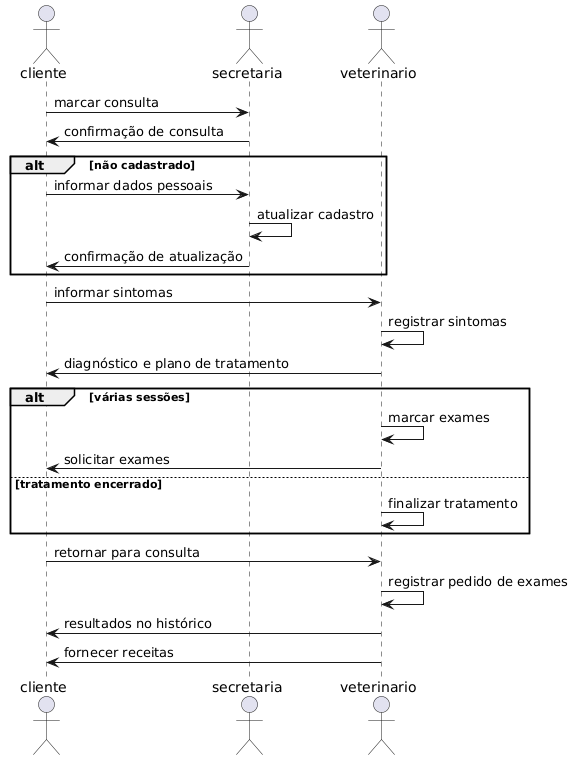 cliente
secretaria
veterinario
marcar consulta
confirmação de consulta
alt
[não cadastrado]
informar dados pessoais
atualizar cadastro
confirmação de atualização
informar sintomas
registrar sintomas
diagnóstico e plano de tratamento
alt
[várias sessões]
marcar exames
solicitar exames
[tratamento encerrado]
finalizar tratamento
retornar para consulta
registrar pedido de exames
resultados no histórico
fornecer receitas
cliente
secretaria
veterinario